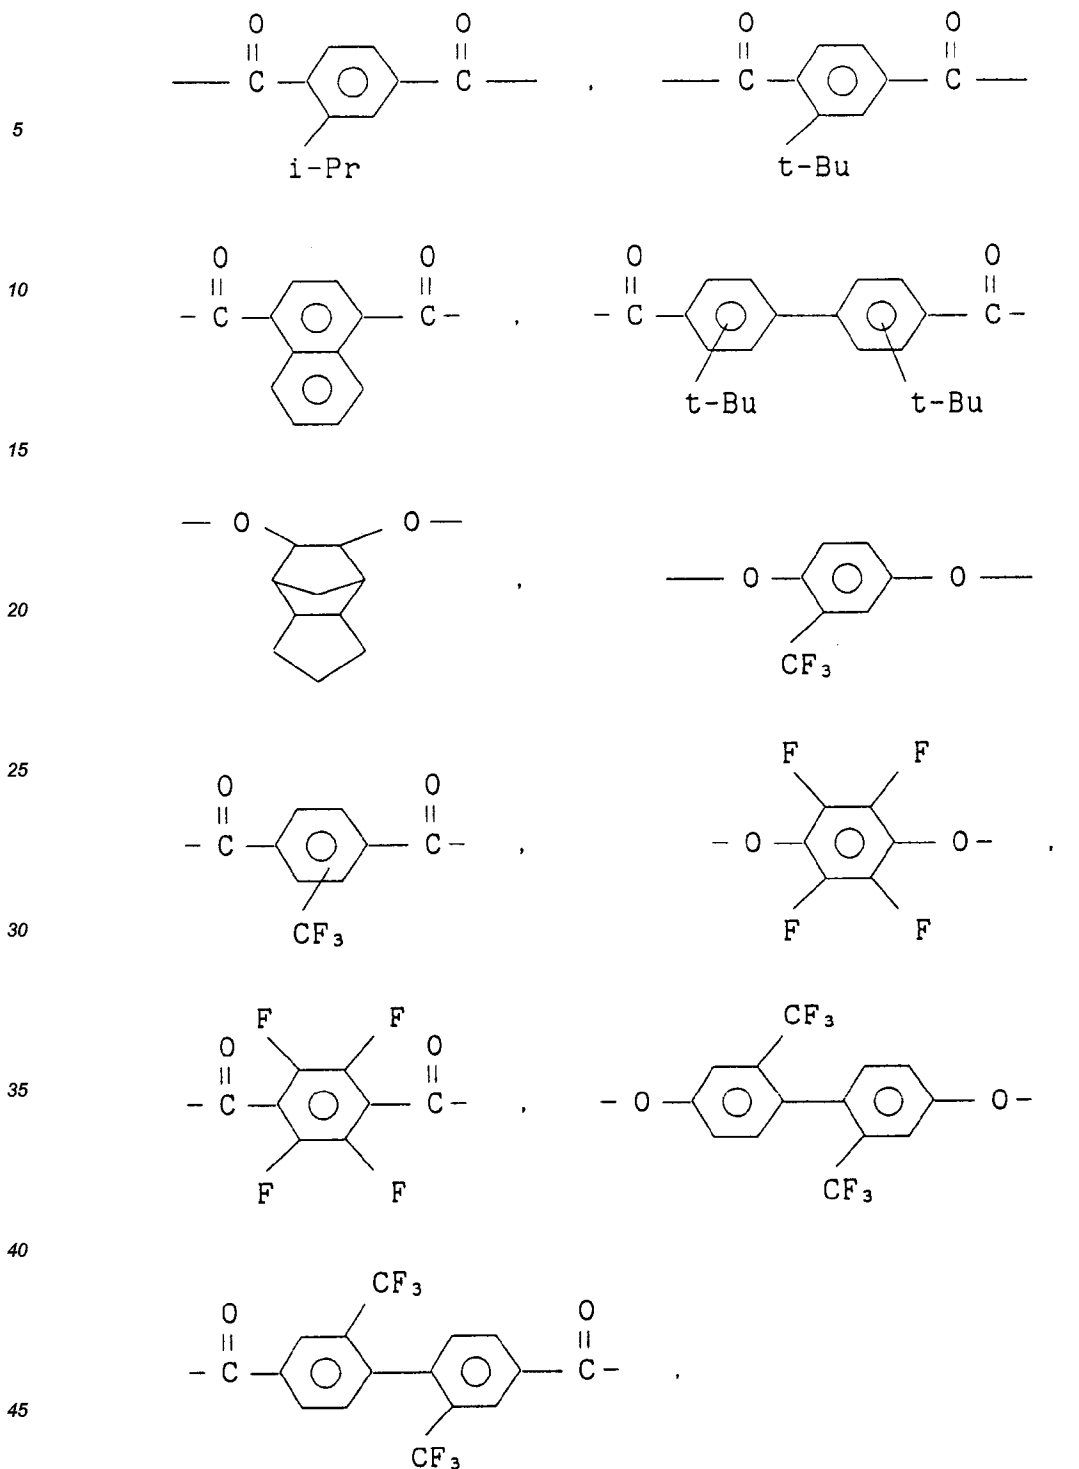 O O O O
C C , C C
5
i-Pr t-Bu
O O O O
10
- C C- , - C C-
t-Bu t-Bu
15
O O
, O O
20
CF₃
25 F F
O O
- C C- , - O O- ,
F F
30 CF₃
F F CF₃
O O
35
- C C- , - O O-
F F CF₃
40
CF₃
O O
- C C- ,
45
CF₃